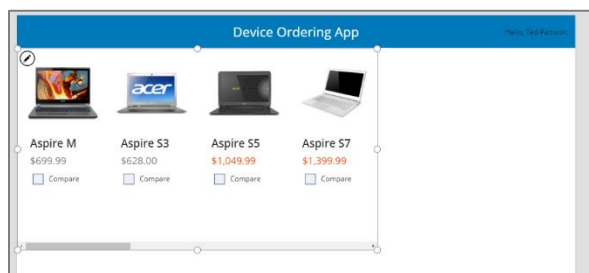 Device Ordering App
Hello, Ted Pattison
acer
Aspire M
Aspire S3
Aspire S5
Aspire S7
$699.99
$628.00
$1,049.99
$1,399.99
Compare
Compare
Compare
Compare